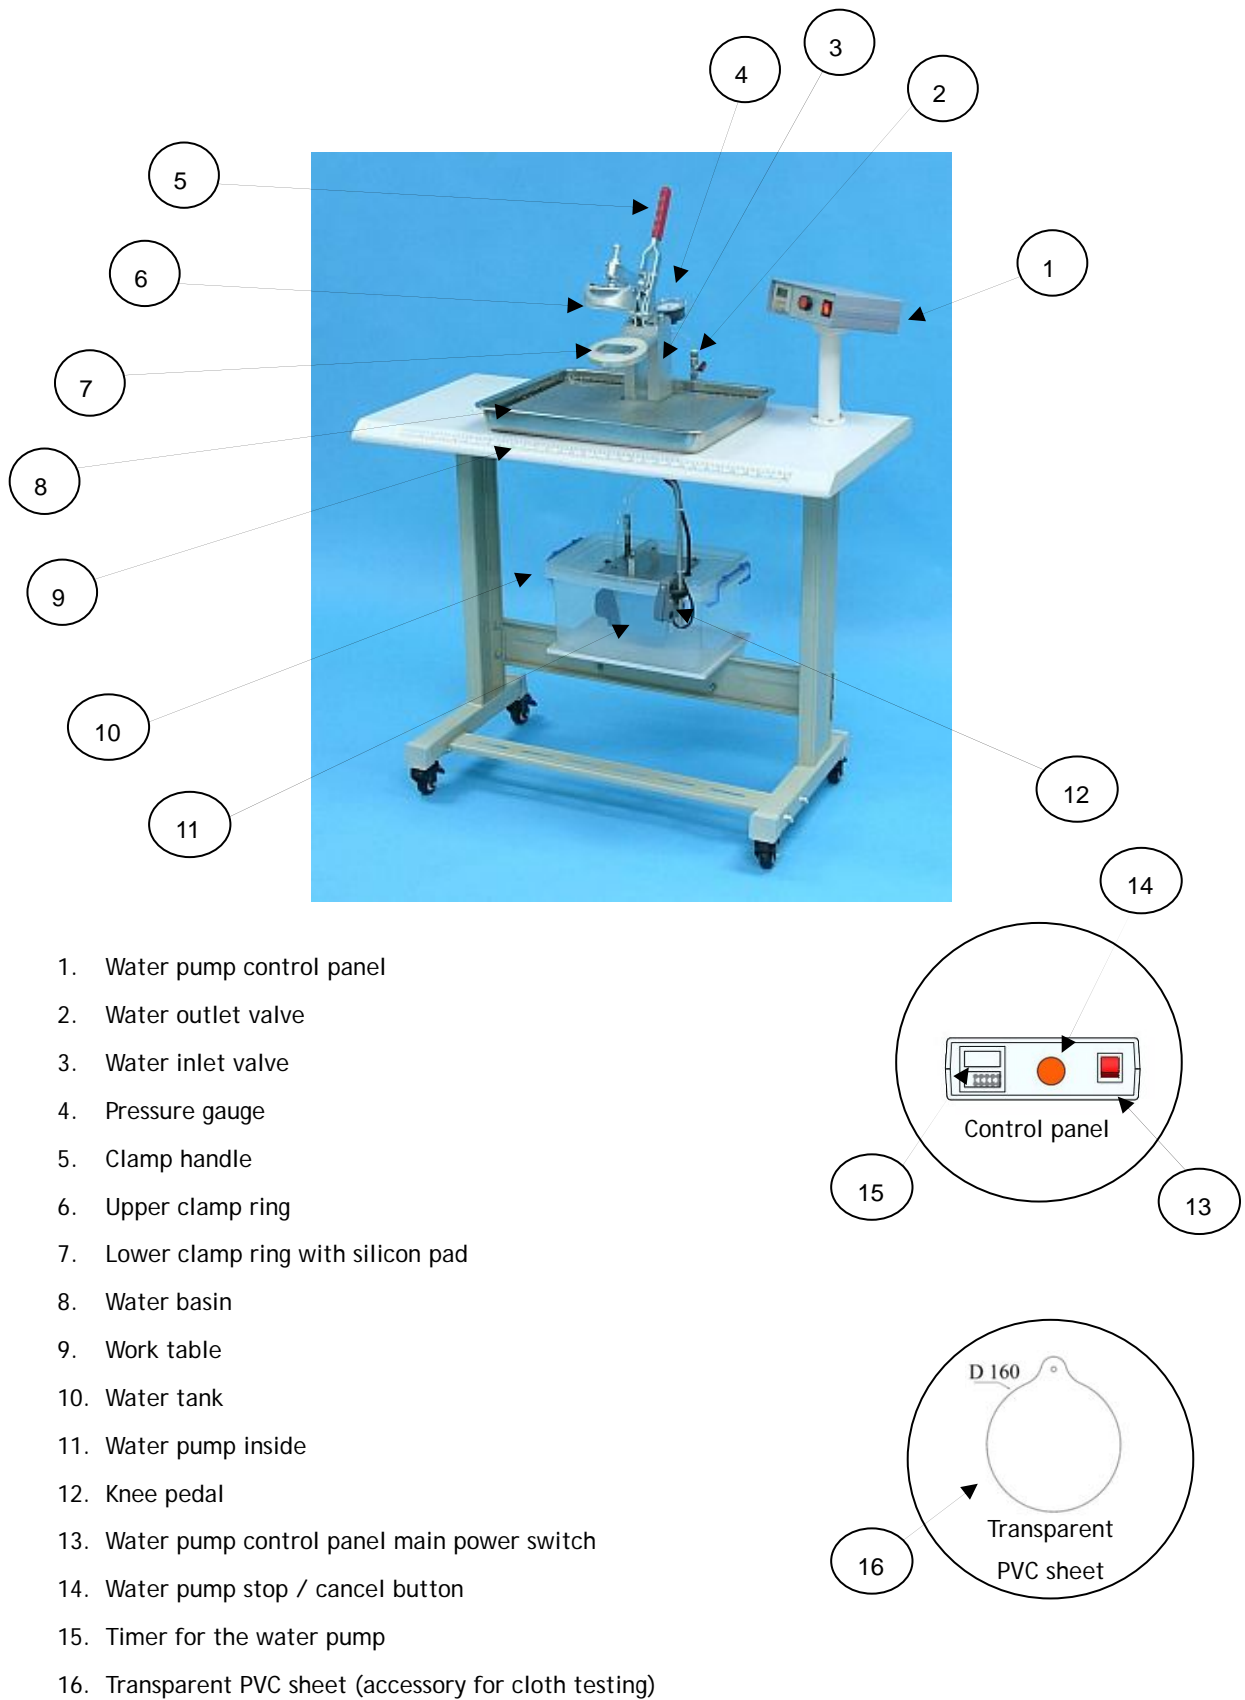 3
4
2
5
1
6
7
8
9
10
12
11
14
1. Water pump control panel
2. Water outlet valve
3. Water inlet valve
4. Pressure gauge
5. Clamp handle
6. Upper clamp ring
7. Lower clamp ring with silicon pad
8. Water basin
9. Work table
10. Water tank
11. Water pump inside
12. Knee pedal
13. Water pump control panel main power switch
14. Water pump stop / cancel button
15. Timer for the water pump
16. Transparent PVC sheet (accessory for cloth testing)
Control panel
15
13
D 160
Transparent
PVC sheet
16